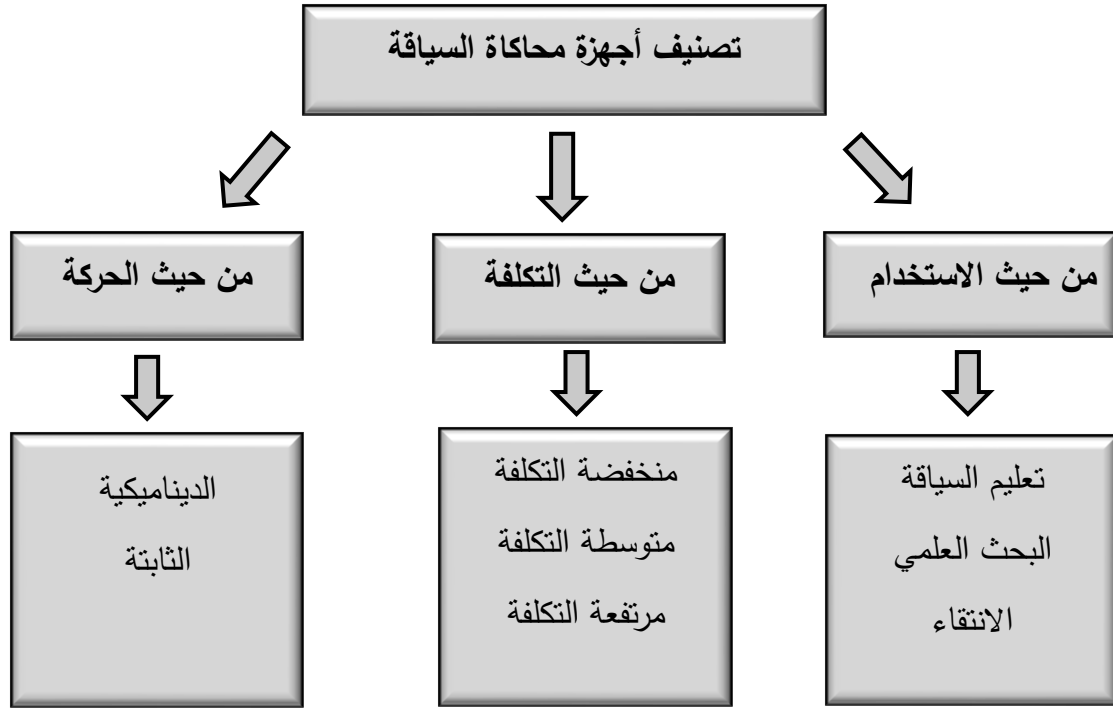 تصنيف أجهزة محاكاة السياقة
من حيث الاستخدام
من حيث التكلفة
من حيث الحركة
تعليم السياقة
البحث العلمي
الانتقاء
منخفضة التكلفة
متوسطة التكلفة
مرتفعة التكلفة
الديناميكية
الثابتة